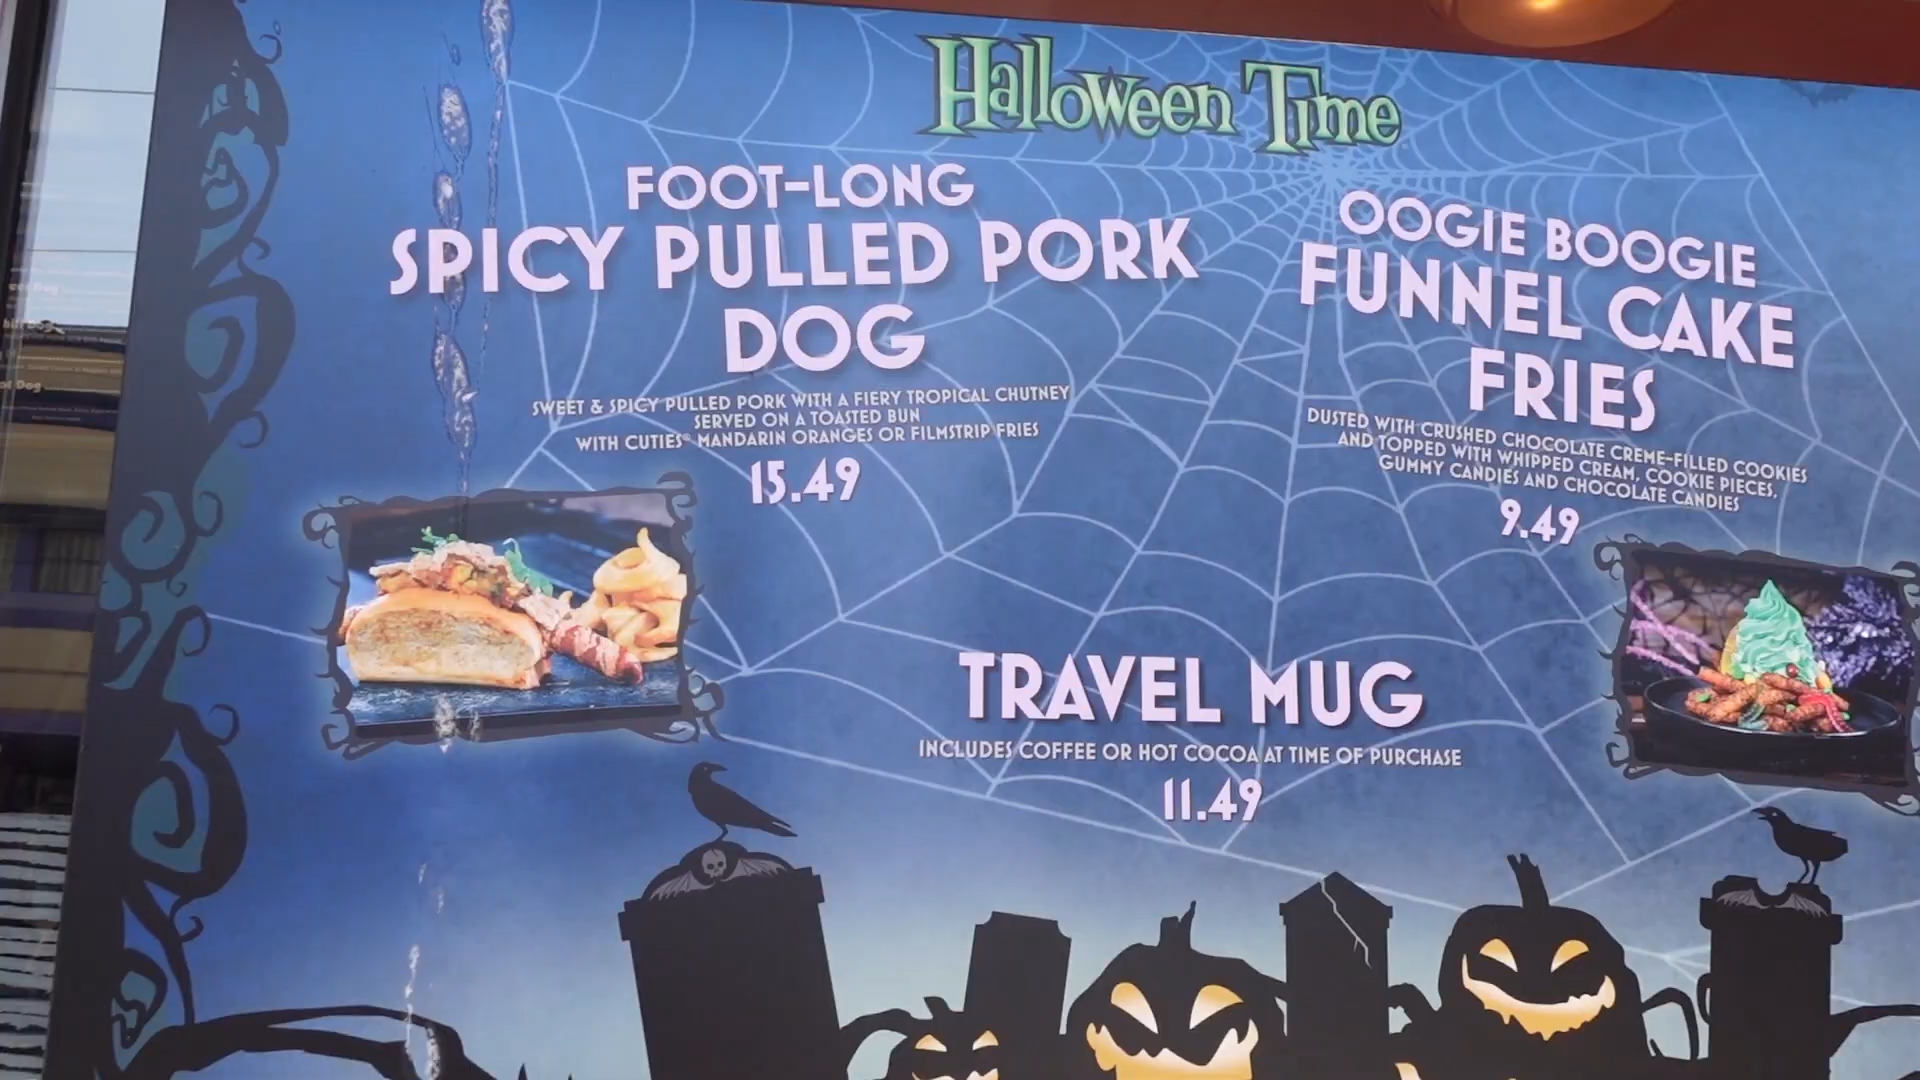 Halloween Time
FOOT-LONG
SPICY PULLED PORK
DOG
SWEET & SPICY PULLED PORK WITH A FIERY TROPICAL CHUTNEY
SERVED ON A TOASTED BUN
WITH CUTIES® MANDARIN ORANGES OR FILMSTRIP FRIES
15.49
OOGIE BOOGIE
FUNNEL CAKE
FRIES
DUSTED WITH CRUSHED CHOCOLATE CREME-FILLED COOKIES
AND TOPPED WITH WHIPPED CREAM, COOKIE PIECES,
GUMMY CANDIES AND CHOCOLATE CANDIES
9.49
TRAVEL MUG
INCLUDES COFFEE OR HOT COCOA AT TIME OF PURCHASE
11.49